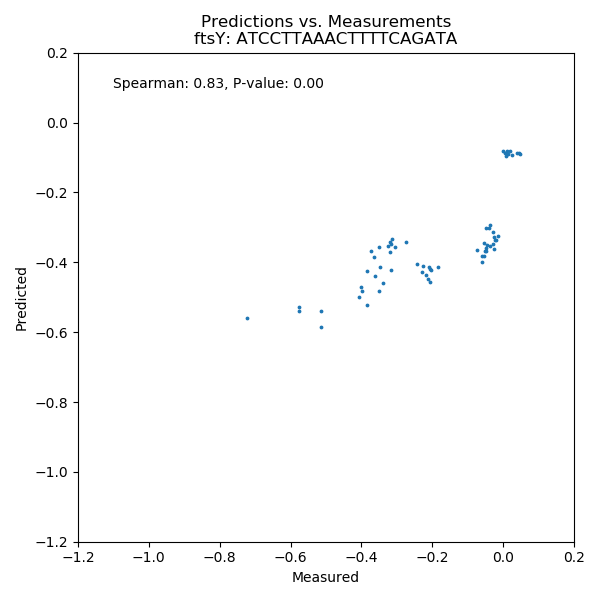 Predictions vs. Measurements
ftsY: ATCCTTAAACTTTTCAGATA
Spearman: 0.83, P-value: 0.00
0.2
0.0
−0.2
−0.4
−0.6
−0.8
−1.0
−1.2
Predicted
−1.2 −1.0 −0.8 −0.6 −0.4 −0.2 0.0 0.2
Measured